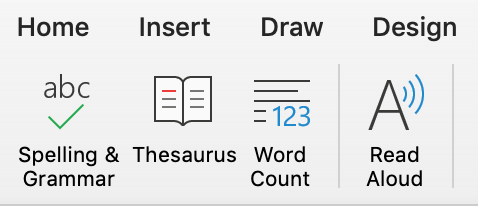 Home Insert Draw Design
abc
123
A
Spelling & Thesaurus Word Read
Grammar Count Aloud